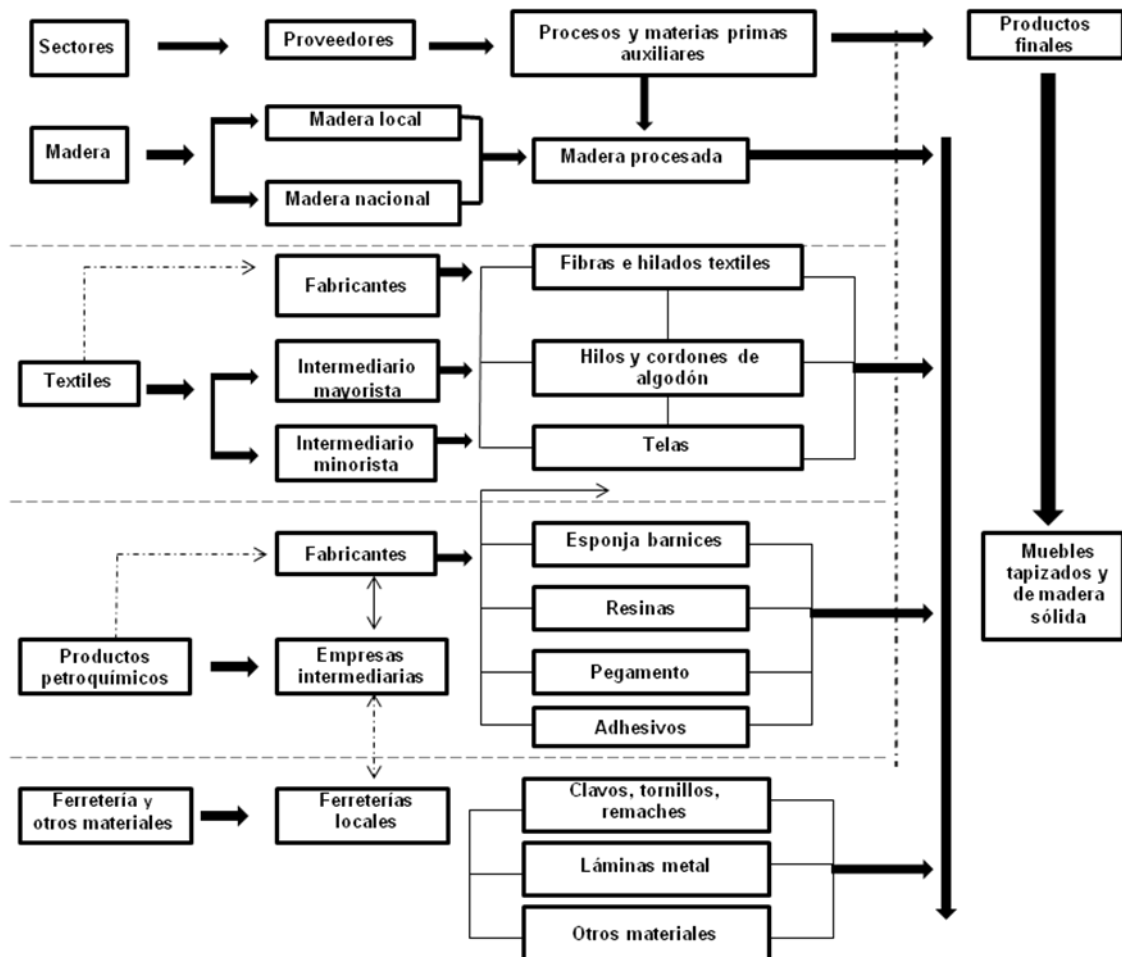 Sectores
Proveedores
Procesos y materias primas
auxiliares
Productos
finales
Madera
Madera local
Madera nacional
Madera procesada
Textiles
Fabricantes
Intermediario
mayorista
Intermediario
minorista
Fibras e hilados textiles
Hilos y cordones de
algodón
Telas
Productos
petroquímicos
Fabricantes
Empresas
intermediarias
Esponja barnices
Resinas
Pegamento
Adhesivos
Muebles
tapizados y
de madera
sólida
Ferretería y
otros materiales
Ferreterías
locales
Clavos, tornillos,
remaches
Láminas metal
Otros materiales